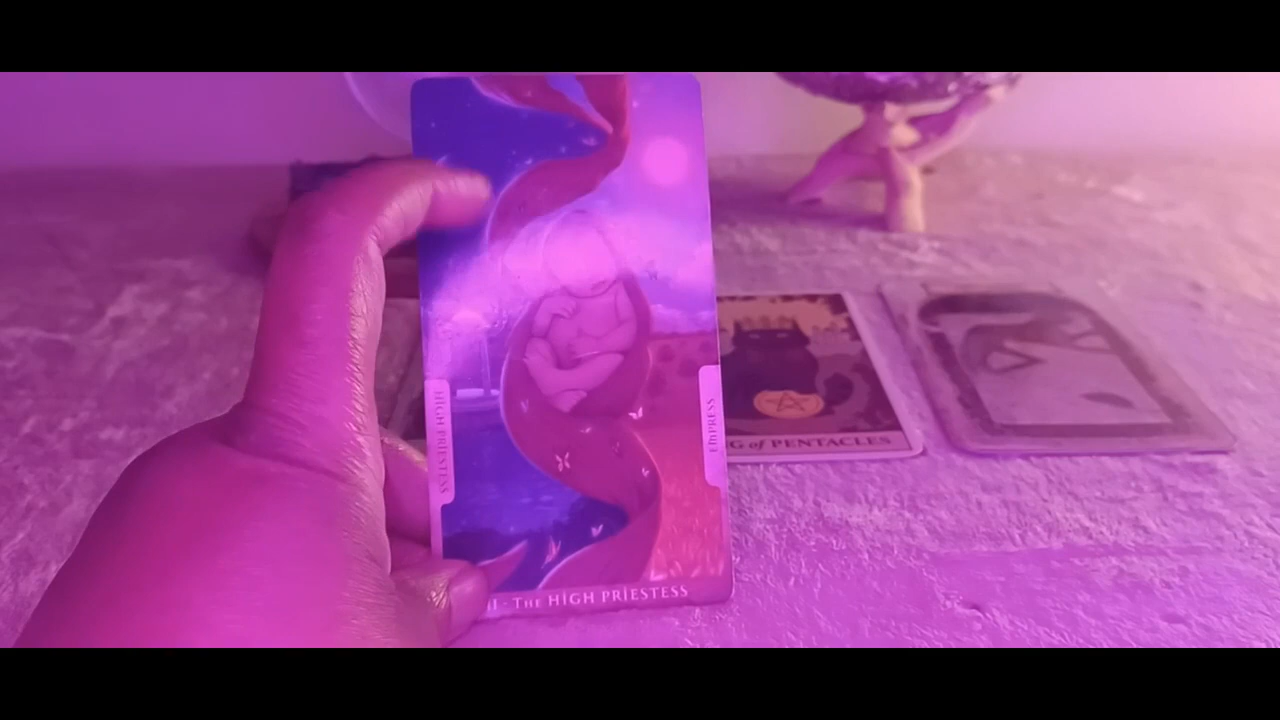 HIGH PRIESTESS
EMPRESS
G of PENTACLES
II - THE HIGH PRIESTESS